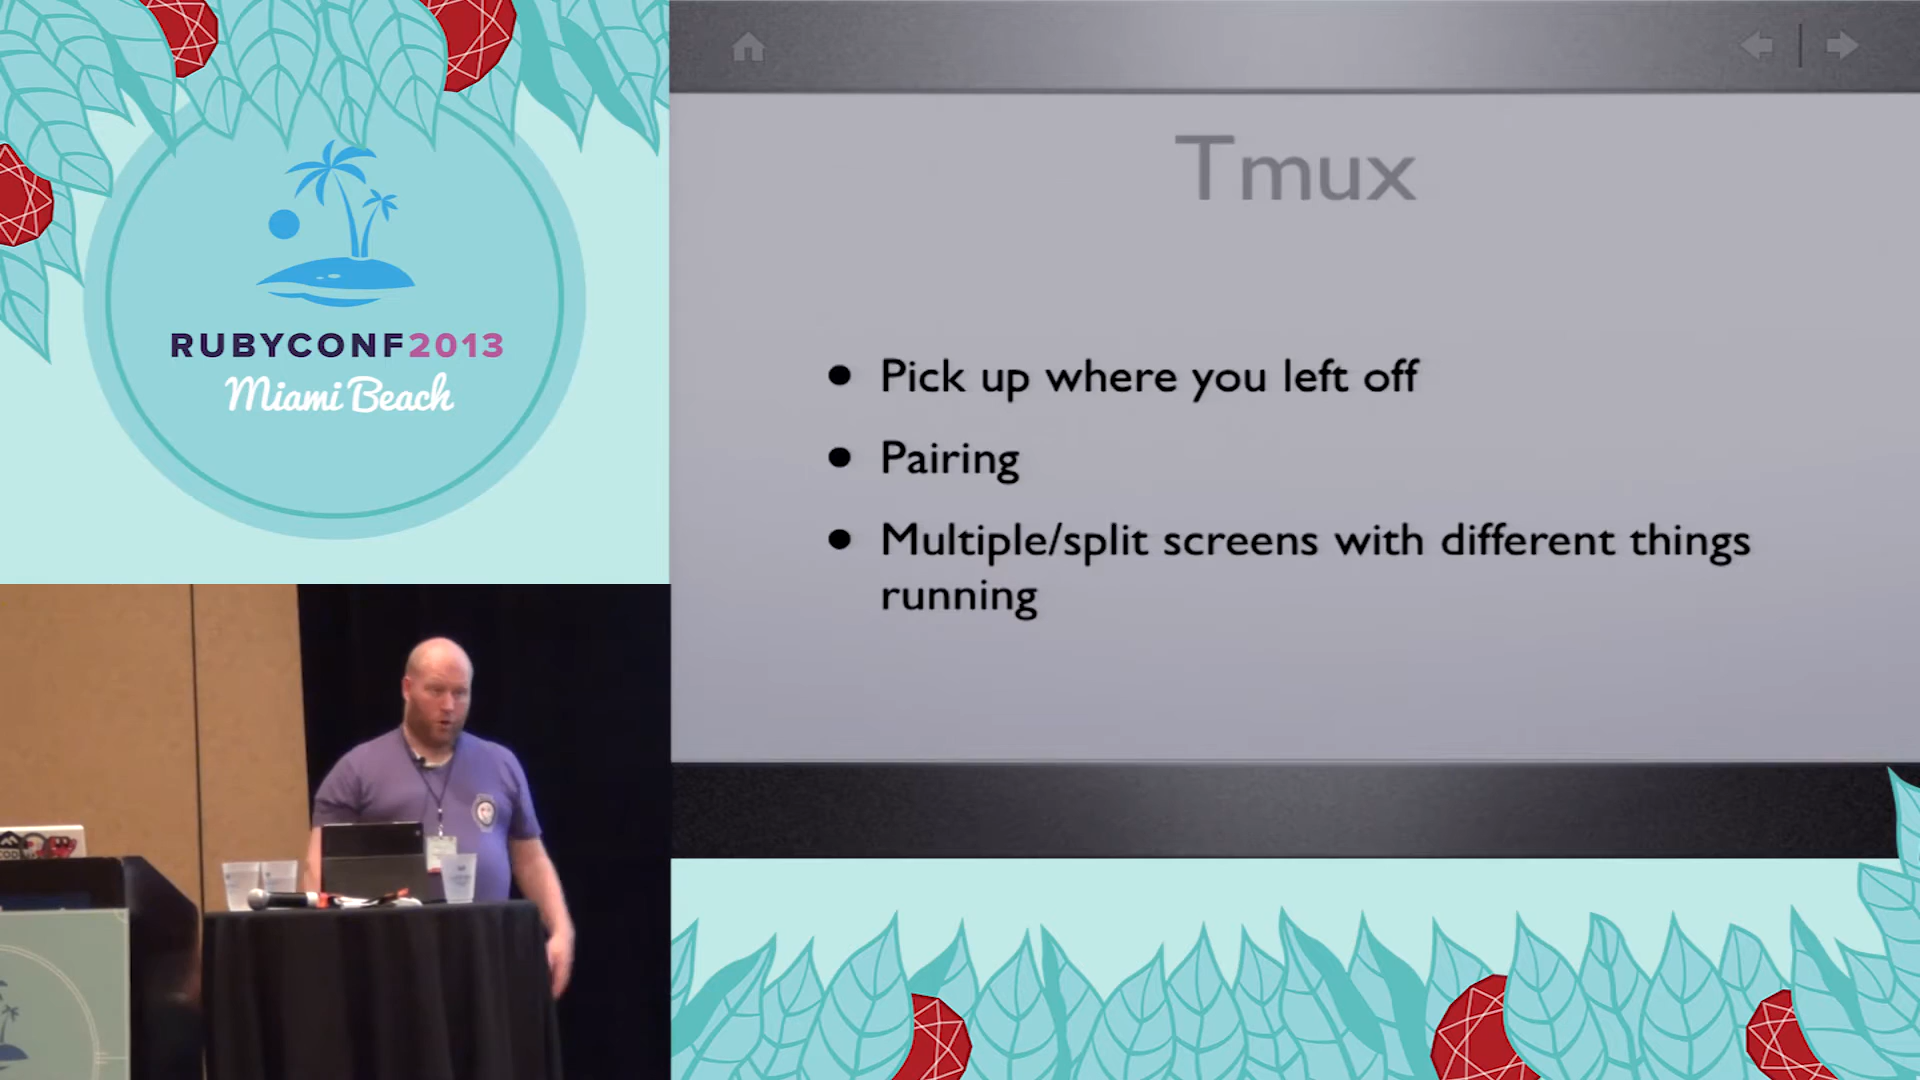 RUBYCONF2013
Miami Beach
Tmux
• Pick up where you left off
• Pairing
• Multiple/split screens with different things
running